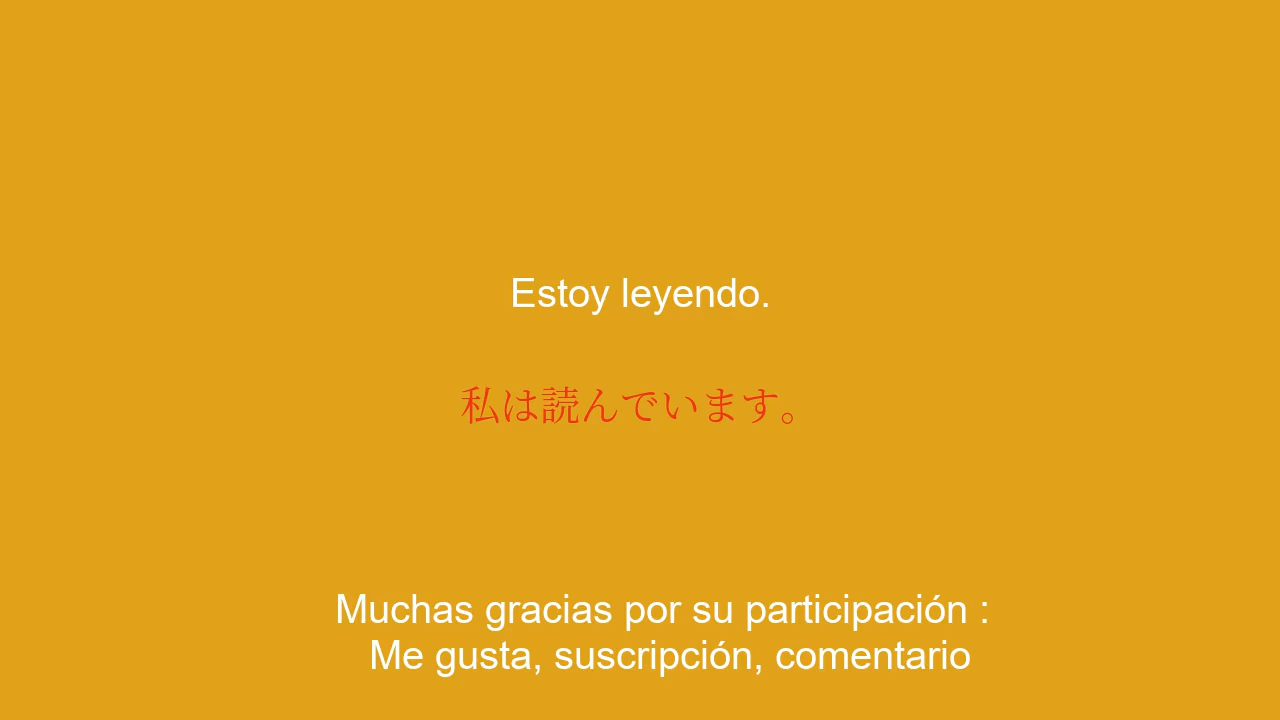 Estoy leyendo.
私は読んでいます。
Muchas gracias por su participación :
Me gusta, suscripción, comentario